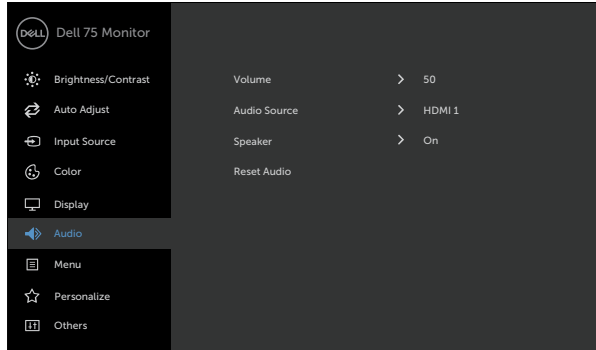 DELL Dell 75 Monitor
Brightness/Contrast
Auto Adjust
Input Source
Color
Display
Audio
Menu
Personalize
Others
Volume 50
Audio Source HDMI 1
Speaker On
Reset Audio